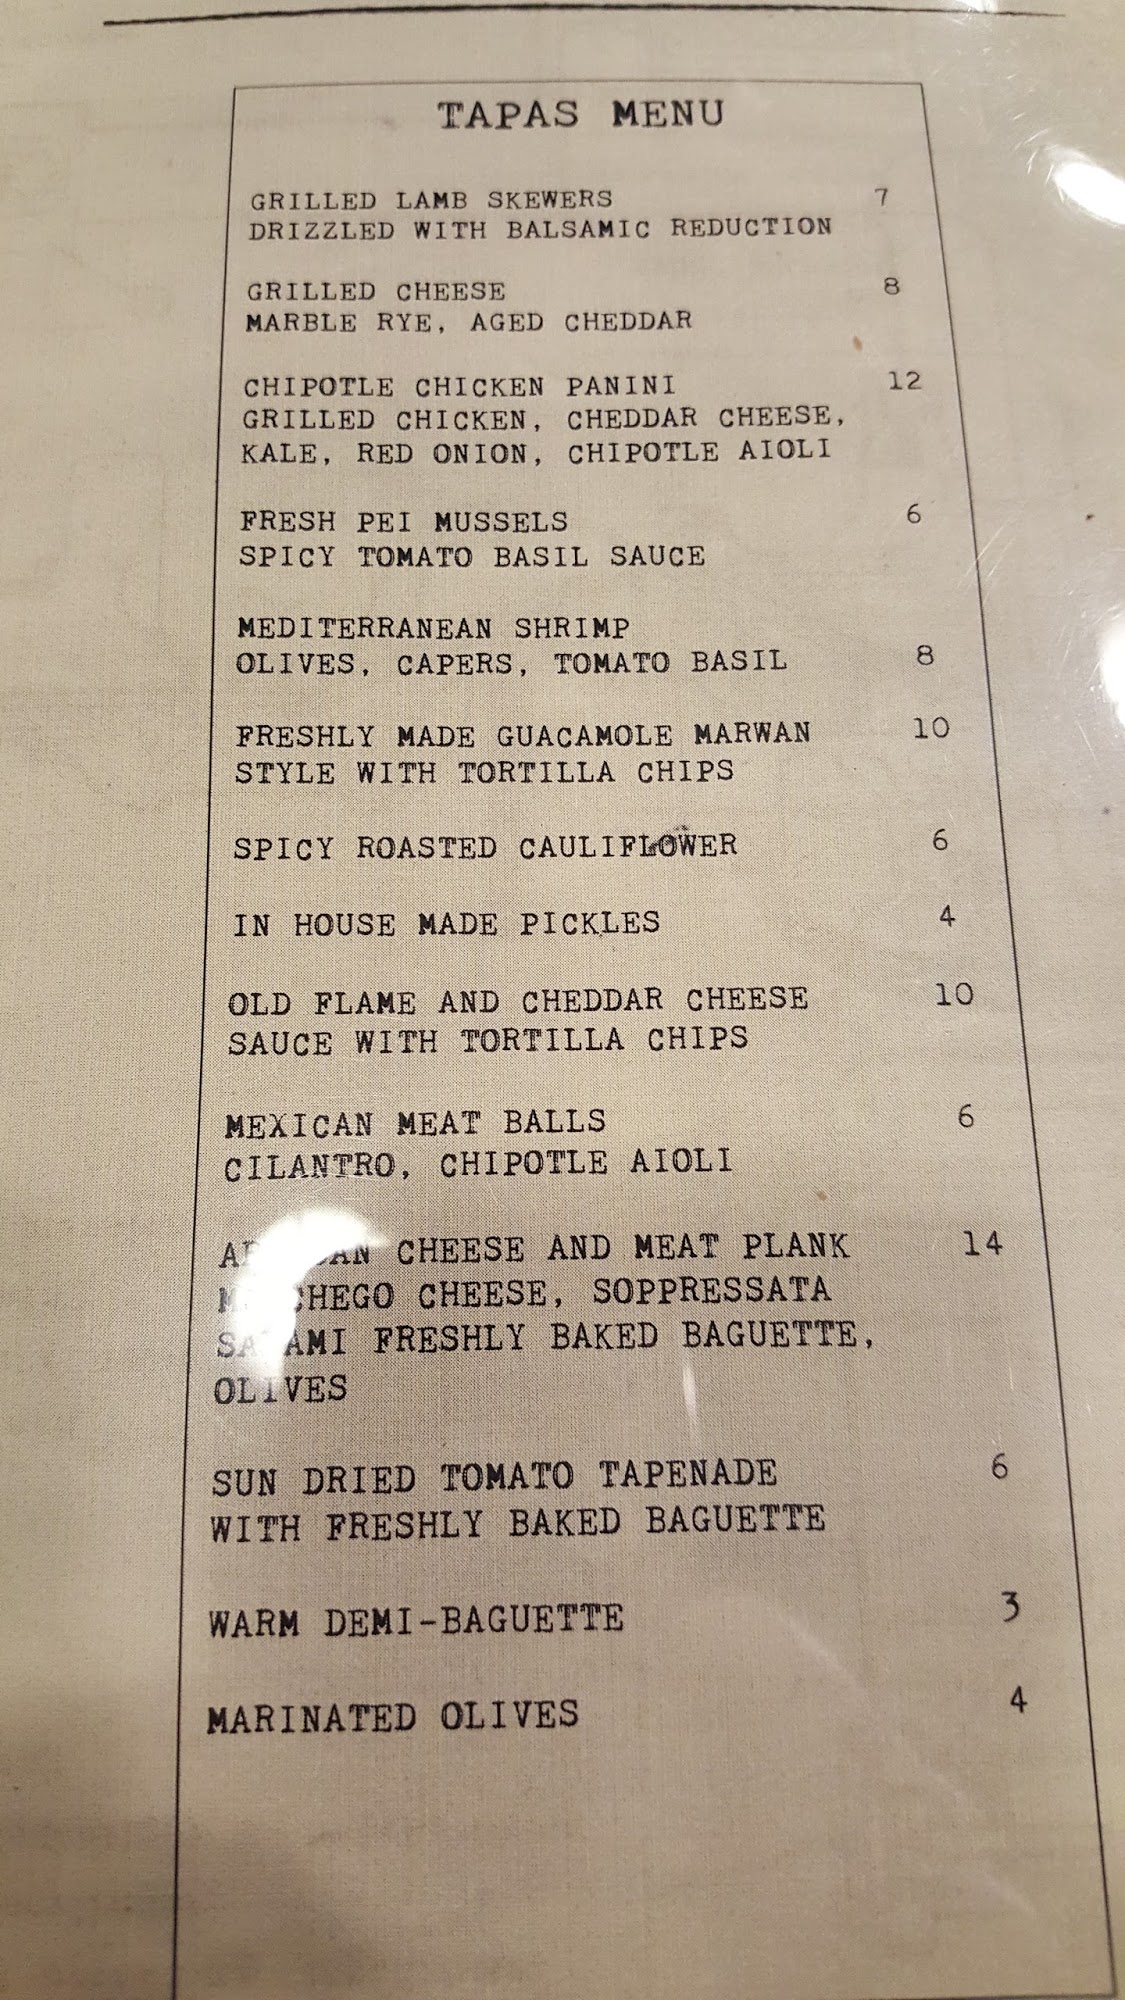 TAPAS MENU
GRILLED LAMB SKEWERS 7
DRIZZLED WITH BALSAMIC REDUCTION
GRILLED CHEESE 8
MARBLE RYE, AGED CHEDDAR
CHIPOTLE CHICKEN PANINI 12
GRILLED CHICKEN, CHEDDAR CHEESE,
KALE, RED ONION, CHIPOTLE AIOLI
FRESH PEI MUSSELS 6
SPICY TOMATO BASIL SAUCE
MEDITERRANEAN SHRIMP
OLIVES, CAPERS, TOMATO BASIL 8
FRESHLY MADE GUACAMOLE MARWAN 10
STYLE WITH TORTILLA CHIPS
SPICY ROASTED CAULIFLOWER 6
IN HOUSE MADE PICKLES 4
OLD FLAME AND CHEDDAR CHEESE 10
SAUCE WITH TORTILLA CHIPS
MEXICAN MEAT BALLS 6
CILANTRO, CHIPOTLE AIOLI
CHEESE AND MEAT PLANK 14
MANCHEGO CHEESE, SOPPRESSATA
SALAMI FRESHLY BAKED BAGUETTE,
OLIVES
SUN DRIED TOMATO TAPENADE 6
WITH FRESHLY BAKED BAGUETTE
WARM DEMI-BAGUETTE 3
MARINATED OLIVES 4